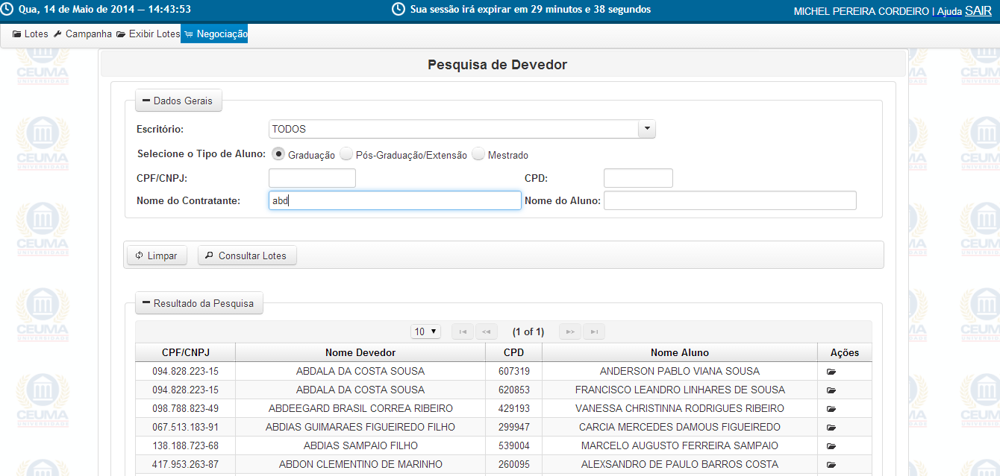 Qua, 14 de Maio de 2014 — 14:43:53 Sua sessão irá expirar em 29 minutos e 38 segundos MICHEL PEREIRA CORDEIRO | Ajuda SAIR
Lotes Campanha Exibir Lotes Negociação
Pesquisa de Devedor
Dados Gerais
Escritório: TODOS
Selecione o Tipo de Aluno: Graduação Pós-Graduação/Extensão Mestrado
CPF/CNPJ: CPD:
Nome do Contratante: abd Nome do Aluno:
Limpar Consultar Lotes
Resultado da Pesquisa
10 (1 of 1)
CPF/CNPJ Nome Devedor CPD Nome Aluno Ações
094.828.223-15 ABDALA DA COSTA SOUSA 607319 ANDERSON PABLO VIANA SOUSA
094.828.223-15 ABDALA DA COSTA SOUSA 620853 FRANCISCO LEANDRO LINHARES DE SOUSA
098.788.823-49 ABDEEGARD BRASIL CORREA RIBEIRO 429193 VANESSA CHRISTINNA RODRIGUES RIBEIRO
067.513.183-91 ABDIAS GUIMARAES FIGUEIREDO FILHO 299947 CARCIA MERCEDES DAMOUS FIGUEIREDO
138.188.723-68 ABDIAS SAMPAIO FILHO 539004 MARCELO AUGUSTO FERREIRA SAMPAIO
417.953.263-87 ABDON CLEMENTINO DE MARINHO 260095 ALEXSANDRO DE PAULO BARROS COSTA
CEUMA
UNIVERSIDADE